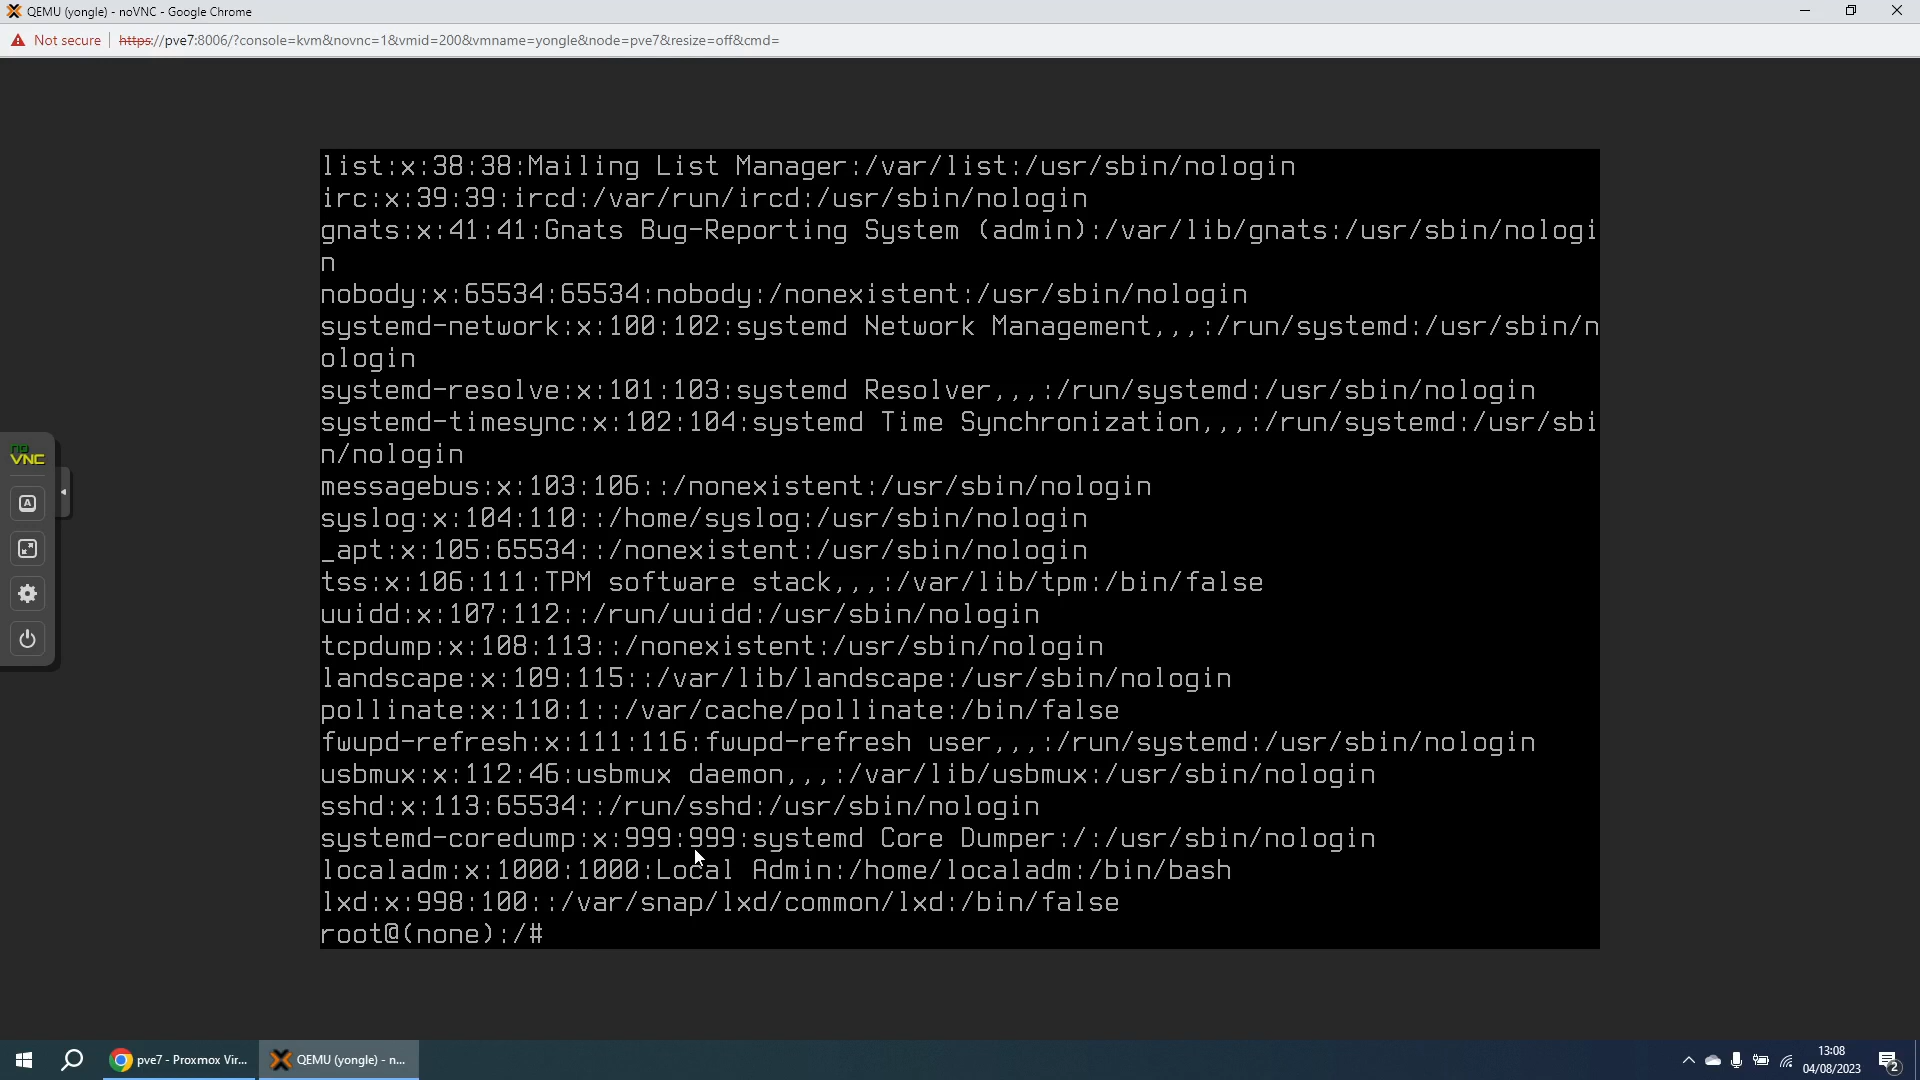 QEMU (yongle) - noVNC - Google Chrome
Not secure
https://pve7:8006/?console=kvm&novnc=1&vmid=200&vmname=yongle&node=pve7&resize=off&cmd=
list:x:38:38:Mailing List Manager:/var/list:/usr/sbin/nologin
irc:x:39:39:ircd:/var/run/ircd:/usr/sbin/nologin
gnats:x:41:41:Gnats Bug-Reporting System (admin):/var/lib/gnats:/usr/sbin/nologi
n
nobody:x:65534:65534:nobody:/nonexistent:/usr/sbin/nologin
systemd-network:x:100:102:systemd Network Management,,,:/run/systemd:/usr/sbin/n
ologin
systemd-resolve:x:101:103:systemd Resolver,,,:/run/systemd:/usr/sbin/nologin
systemd-timesync:x:102:104:systemd Time Synchronization,,,:/run/systemd:/usr/sbi
n/nologin
messagebus:x:103:106::/nonexistent:/usr/sbin/nologin
syslog:x:104:110::/home/syslog:/usr/sbin/nologin
_apt:x:105:65534::/nonexistent:/usr/sbin/nologin
tss:x:106:111:TPM software stack,,,:/var/lib/tpm:/bin/false
uuidd:x:107:112::/run/uuidd:/usr/sbin/nologin
tcpdump:x:108:113::/nonexistent:/usr/sbin/nologin
landscape:x:109:115::/var/lib/landscape:/usr/sbin/nologin
pollinate:x:110:1::/var/cache/pollinate:/bin/false
fwupd-refresh:x:111:116:fwupd-refresh user,,,:/run/systemd:/usr/sbin/nologin
usbmux:x:112:46:usbmux daemon,,,:/var/lib/usbmux:/usr/sbin/nologin
sshd:x:113:65534::/run/sshd:/usr/sbin/nologin
systemd-coredump:x:999:999:systemd Core Dumper:/:/usr/sbin/nologin
localadm:x:1000:1000:Local Admin:/home/localadm:/bin/bash
lxd:x:998:100::/var/snap/lxd/common/lxd:/bin/false
root@(none):/#
no
VNC
A
pve7 - Proxmox Vir...
QEMU (yongle) - n...
13:08
04/08/2023
2